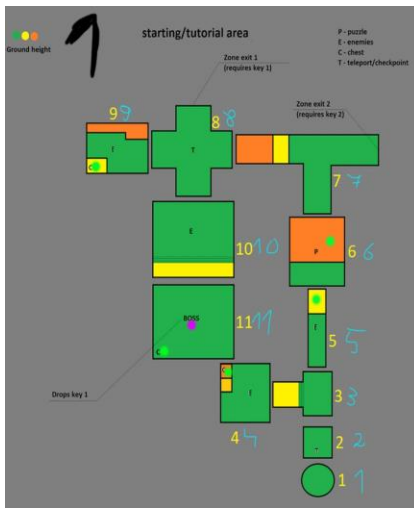 1
starting/tutorial area
Ground height
P - puzzle
E - enemies
C - chest
T - teleport/checkpoint
Zone exit 1
(requires key 1)
Zone exit 2
(requires key 2)
9 9
C
8 8
T
7 7
E
10 10
P
6 6
BOSS
11 11
C
Drops key 1
5 5
C
4 4
3 3
2 2
1 1